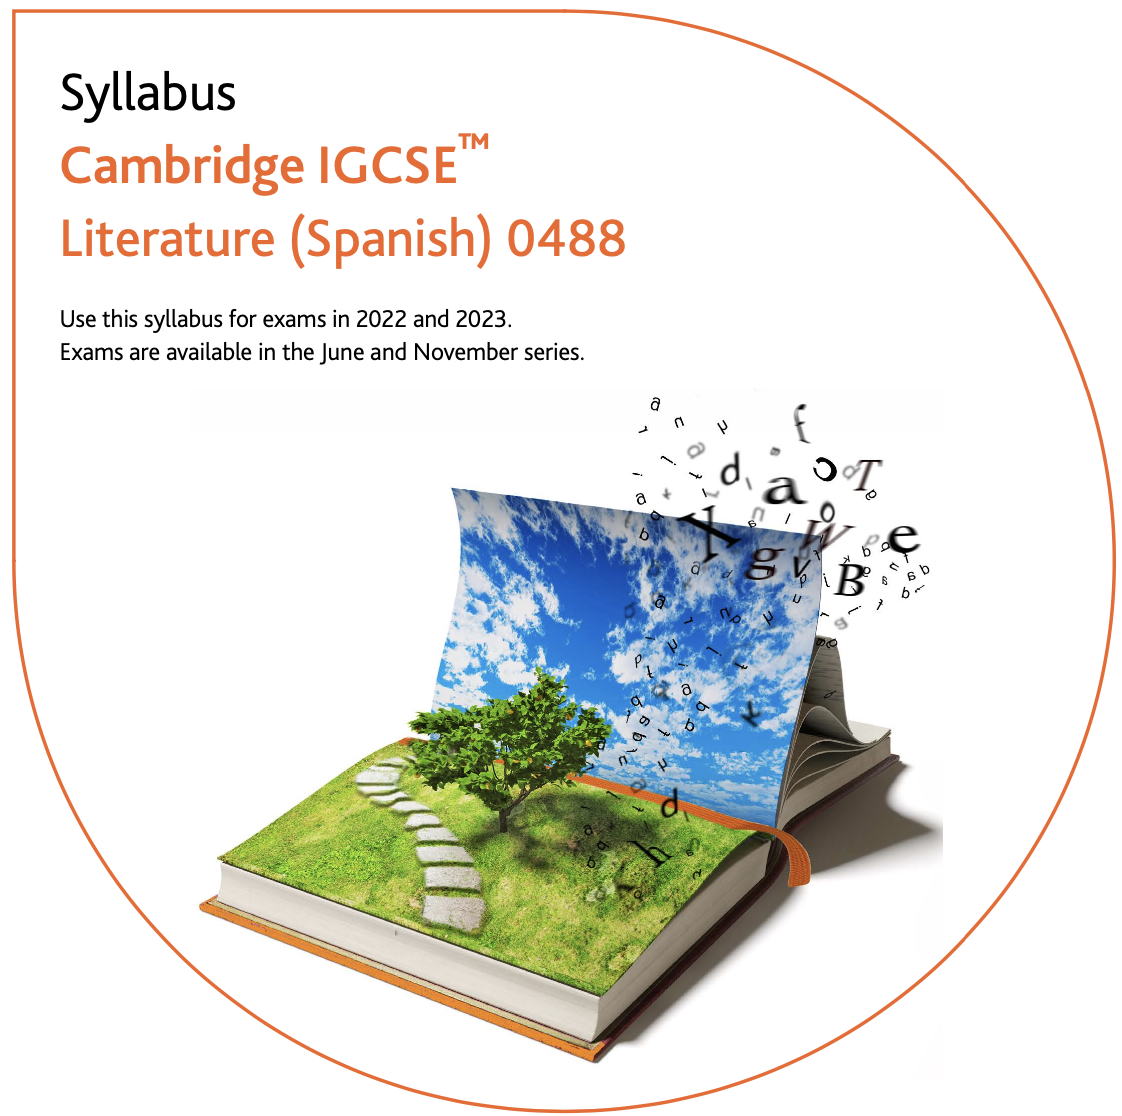 Syllabus
Cambridge IGCSE™
Literature (Spanish) 0488
Use this syllabus for exams in 2022 and 2023.
Exams are available in the June and November series.